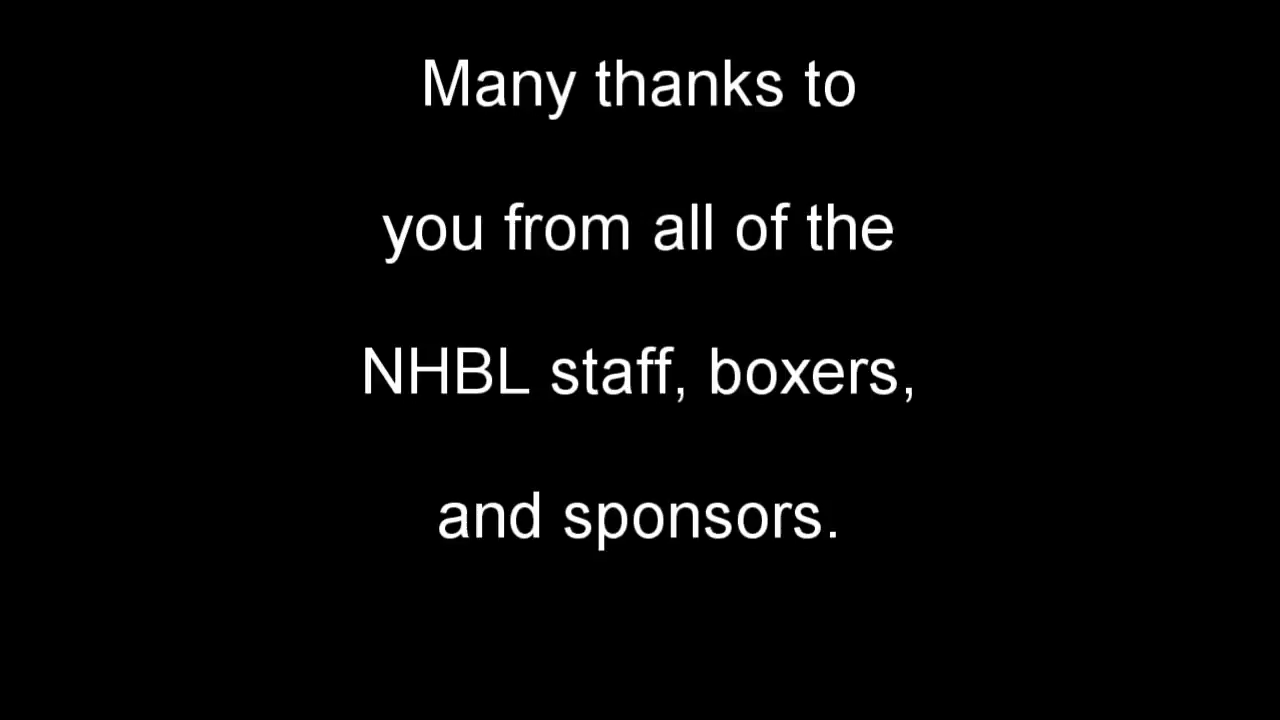 Many thanks to
you from all of the
NHBL staff, boxers,
and sponsors.